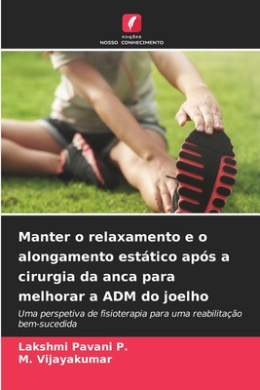 edições
NOSSO CONHECIMENTO
Manter o relaxamento e o
alongamento estático após a
cirurgia da anca para
melhorar a ADM do joelho
Uma perspetiva de fisioterapia para uma reabilitação
bem-sucedida
Lakshmi Pavani P.
M. Vijayakumar